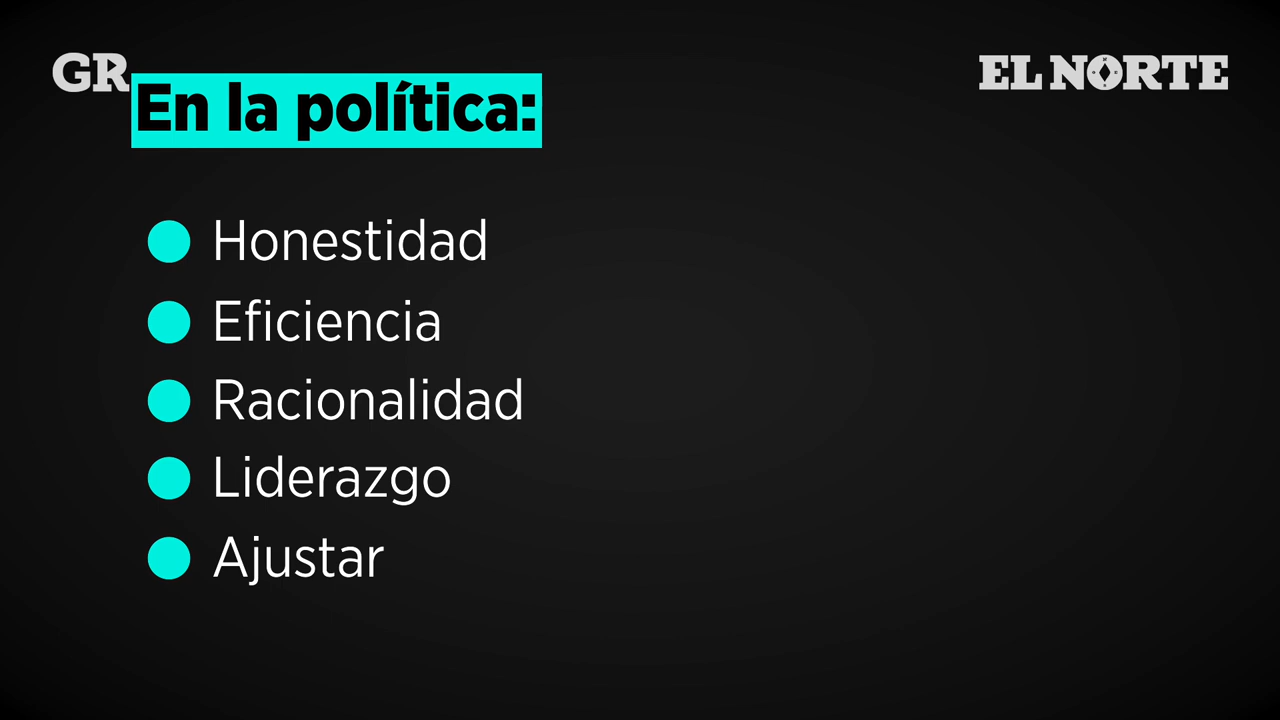 GR
EL NORTE
En la política:
Honestidad
Eficiencia
Racionalidad
Liderazgo
Ajustar